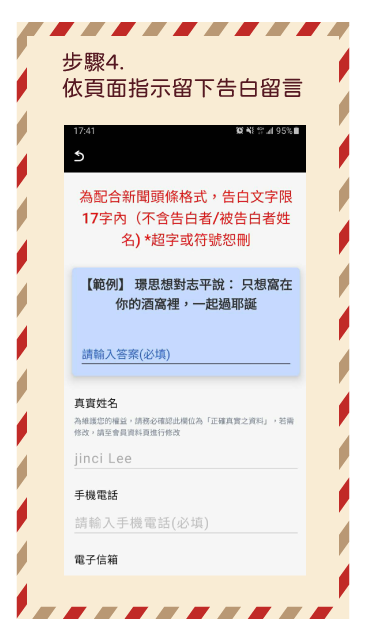 步驟4.
依頁面指示留下告白留言
17:41
95%
為配合新聞頭條格式，告白文字限
17字內（不含告白者/被告白者姓
名) *超字或符號恕刪
【範例】 環思想對志平說： 只想窩在
你的酒窩裡，一起過耶誕
請輸入答案(必填)
真實姓名
為維護您的權益，請務必確認此欄位為「正確真實之資料」，若需
修改，請至會員資料頁進行修改
jinci Lee
手機電話
請輸入手機電話(必填)
電子信箱